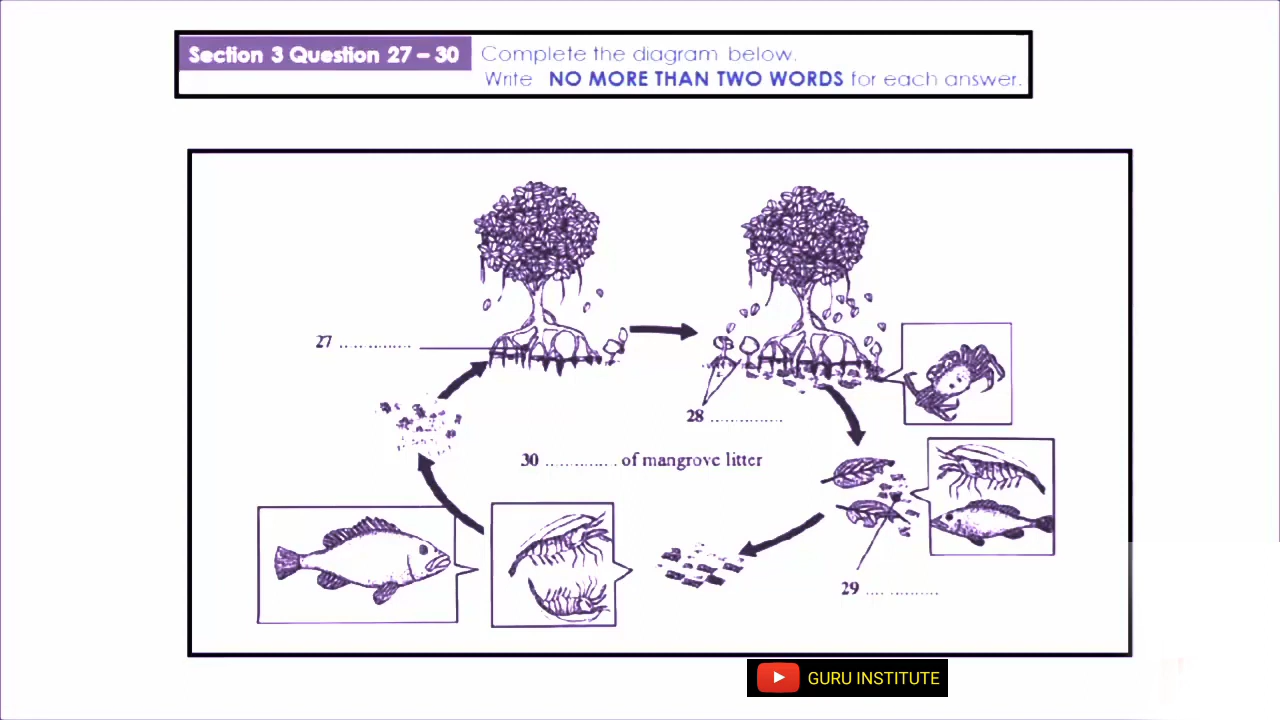 Section 3 Question 27 – 30
Complete the diagram below.
Write NO MORE THAN TWO WORDS for each answer.
27 ..............
28 ..............
30 .............. of mangrove litter
29 .... ...........
GURU INSTITUTE